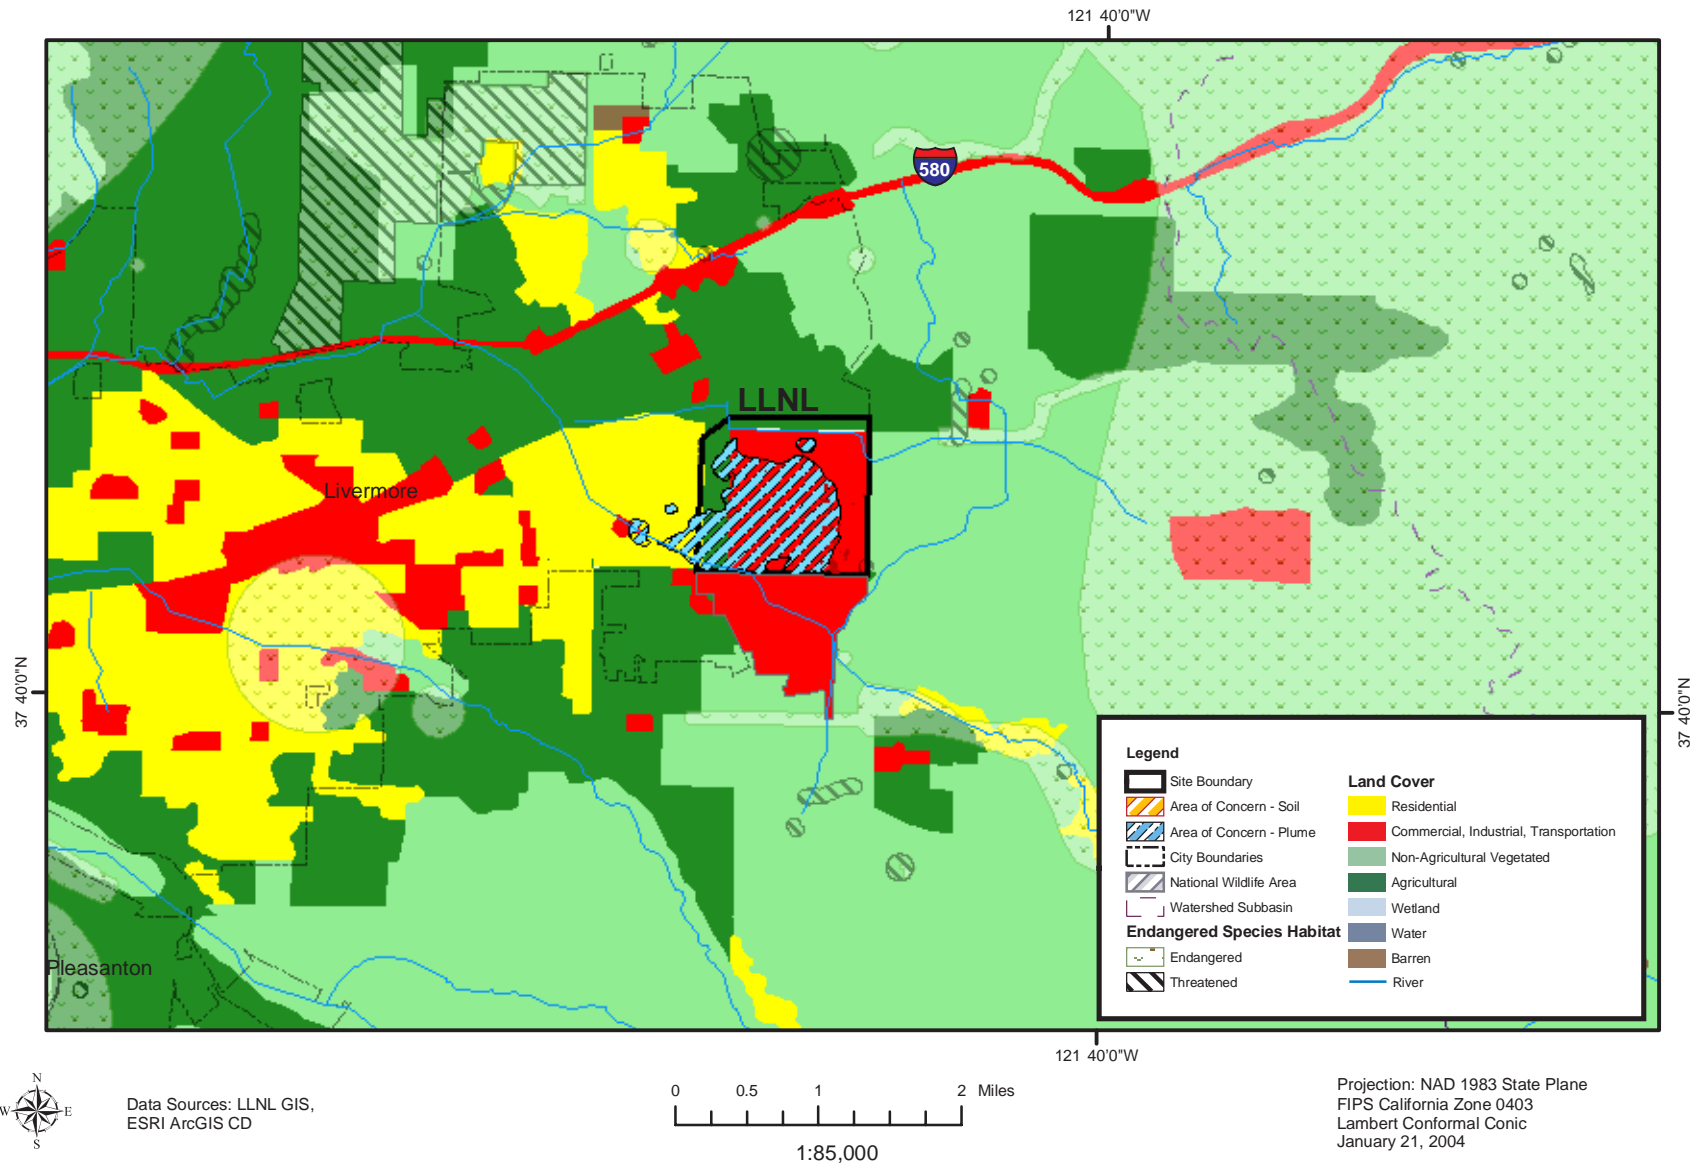 121 40'0"W
580
LLNL
Livermore
37 40'0"N
37 40'0"N
Pleasanton
Legend
Site Boundary
Area of Concern - Soil
Area of Concern - Plume
City Boundaries
National Wildlife Area
Watershed Subbasin
Endangered Species Habitat
Endangered
Threatened
Land Cover
Residential
Commercial, Industrial, Transportation
Non-Agricultural Vegetated
Agricultural
Wetland
Water
Barren
River
121 40'0"W
N
W E
S
Data Sources: LLNL GIS,
ESRI ArcGIS CD
0 0.5 1 2 Miles
1:85,000
Projection: NAD 1983 State Plane
FIPS California Zone 0403
Lambert Conformal Conic
January 21, 2004